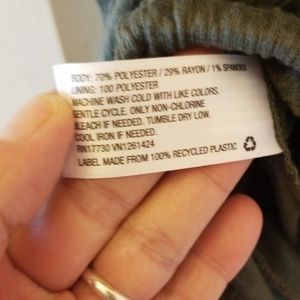 BODY: 70% POLYESTER / 29% RAYON / 1% SPANDEX
LINING: 100 POLYESTER
MACHINE WASH COLD WITH LIKE COLORS.
GENTLE CYCLE. ONLY NON-CHLORINE
BLEACH IF NEEDED. TUMBLE DRY LOW.
COOL IRON IF NEEDED.
RN17730 VN1261424
LABEL MADE FROM 100% RECYCLED PLASTIC